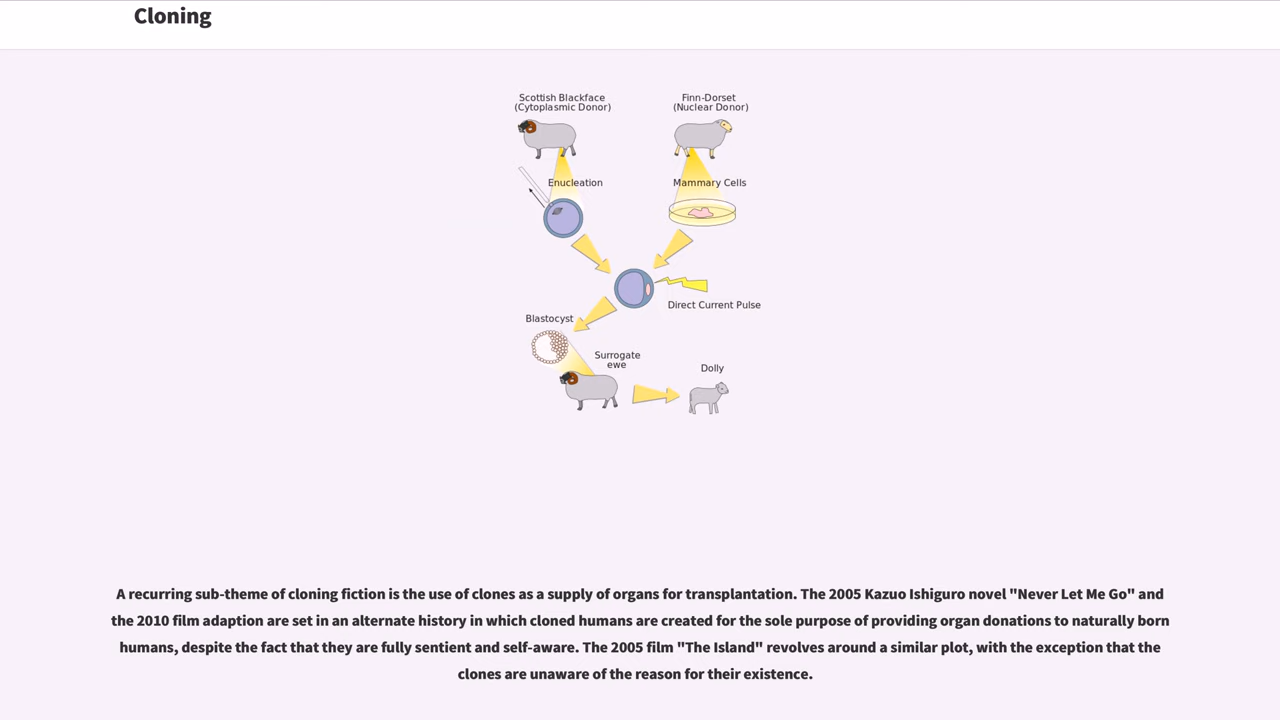 Cloning
Scottish Blackface
(Cytoplasmic Donor)
Finn-Dorset
(Nuclear Donor)
Enucleation
Mammary Cells
Direct Current Pulse
Blastocyst
Surrogate
ewe
Dolly
A recurring sub-theme of cloning fiction is the use of clones as a supply of organs for transplantation. The 2005 Kazuo Ishiguro novel "Never Let Me Go" and
the 2010 film adaption are set in an alternate history in which cloned humans are created for the sole purpose of providing organ donations to naturally born
humans, despite the fact that they are fully sentient and self-aware. The 2005 film "The Island" revolves around a similar plot, with the exception that the
clones are unaware of the reason for their existence.